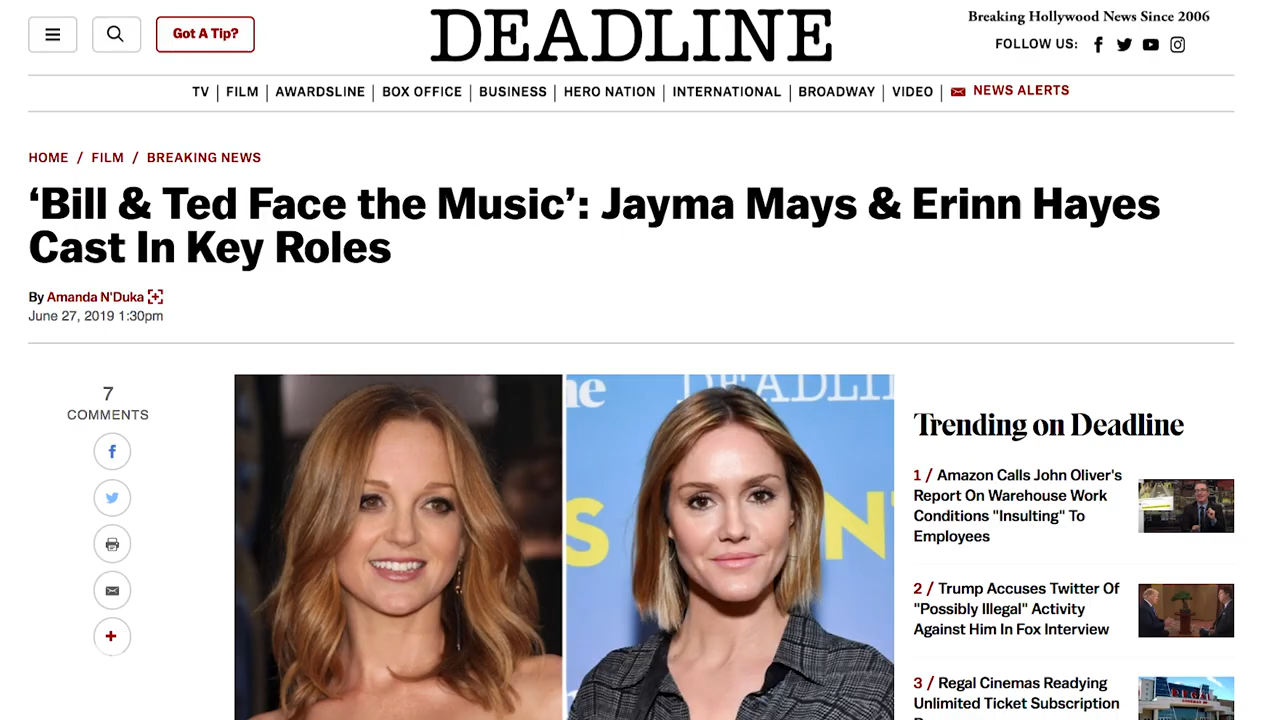 Got A Tip?
DEADLINE
Breaking Hollywood News Since 2006
FOLLOW US:
TV | FILM | AWARDSLINE | BOX OFFICE | BUSINESS | HERO NATION | INTERNATIONAL | BROADWAY | VIDEO | NEWS ALERTS
HOME / FILM / BREAKING NEWS
‘Bill & Ted Face the Music’: Jayma Mays & Erinn Hayes
Cast In Key Roles
By Amanda N'Duka
June 27, 2019 1:30pm
7
COMMENTS
ne
DEADLI
S
N
Trending on Deadline
1 / Amazon Calls John Oliver's
Report On Warehouse Work
Conditions "Insulting" To
Employees
2 / Trump Accuses Twitter Of
"Possibly Illegal" Activity
Against Him In Fox Interview
3 / Regal Cinemas Readying
Unlimited Ticket Subscription
REGAL